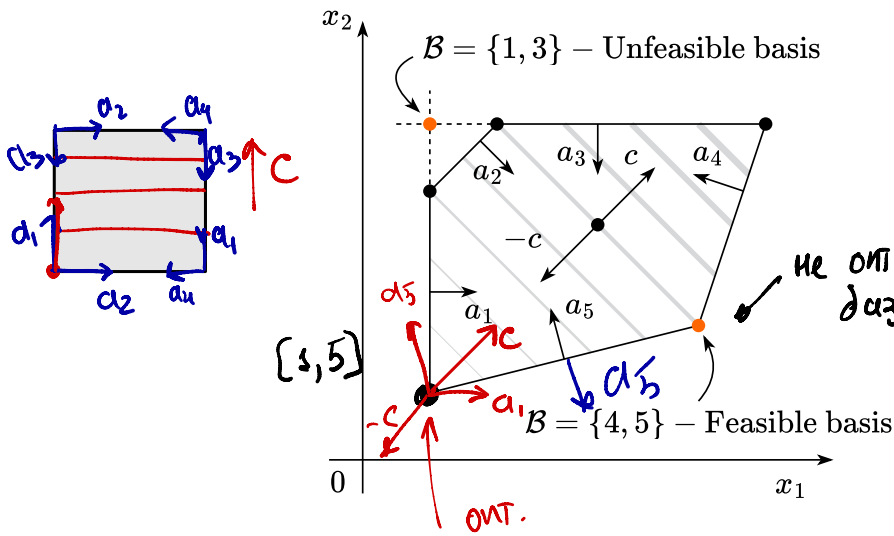 x₂
B = {1, 3} − Unfeasible basis
a₂
a₄
a₃
a₃
c
a₁
a₁
a₂
a₄
a₂
a₃
c
a₄
−c
a₁
a₅
не опт
баз
[1,5]
a₅
c
a₁
−c
a₅
B = {4, 5} − Feasible basis
0
x₁
опт.